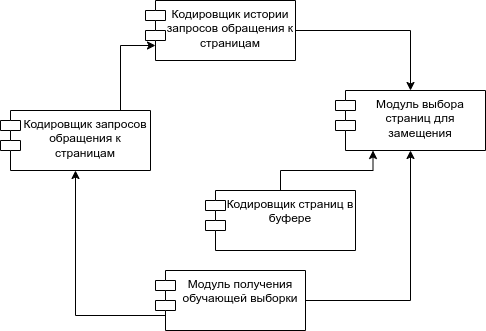 Кодировщик истории
запросов обращения к
страницам
Кодировщик запросов
обращения к
страницам
Модуль выбора
страниц для
замещения
Кодировщик страниц в
буфере
Модуль получения
обучающей выборки